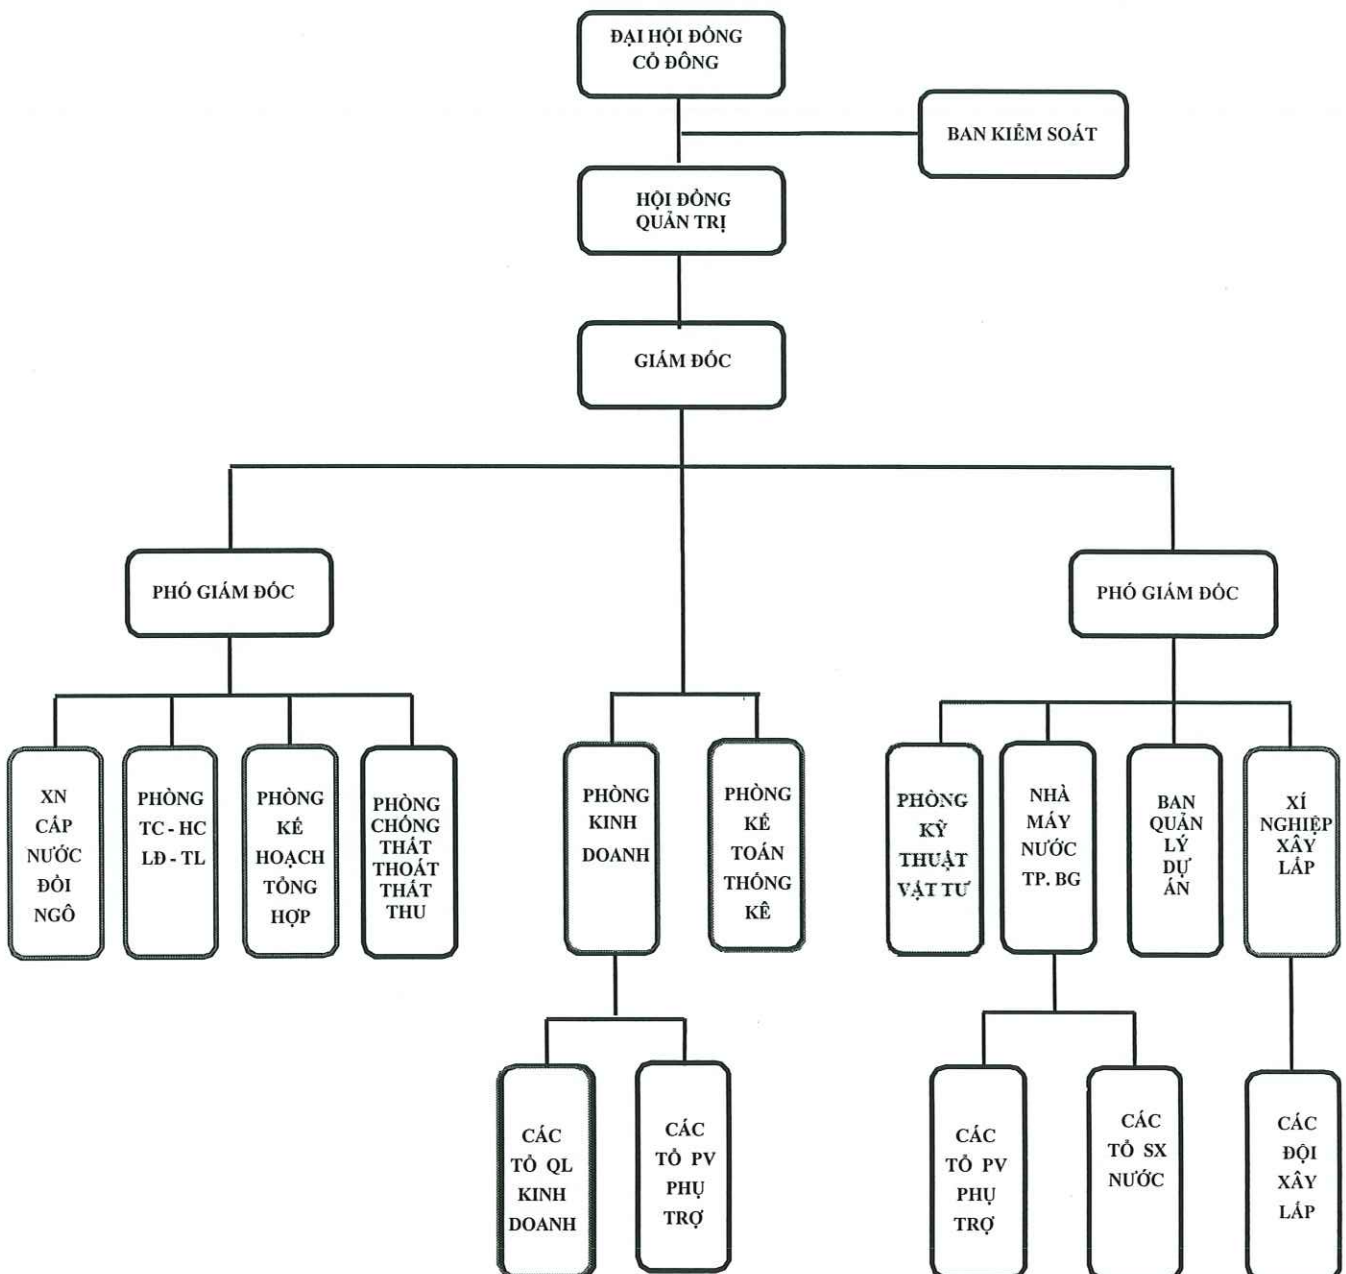 ĐẠI HỘI ĐỒNG
CỔ ĐÔNG
BAN KIỂM SOÁT
HỘI ĐỒNG
QUẢN TRỊ
GIÁM ĐỐC
PHÓ GIÁM ĐỐC
PHÓ GIÁM ĐỐC
XN
CẤP
NƯỚC
ĐỒI
NGÔ
PHÒNG
TC - HC
LĐ - TL
PHÒNG
KẾ
HOẠCH
TỔNG
HỢP
PHÒNG
CHỐNG
THẤT
THOÁT
THẤT
THU
PHÒNG
KINH
DOANH
PHÒNG
KẾ
TOÁN
THỐNG
KÊ
PHÒNG
KỸ
THUẬT
VẬT TƯ
NHÀ
MÁY
NƯỚC
TP. BG
BAN
QUẢN
LÝ
DỰ
ÁN
XÍ
NGHIỆP
XÂY
LẮP
CÁC
TỔ QL
KINH
DOANH
CÁC
TỔ PV
PHỤ
TRỢ
CÁC
TỔ PV
PHỤ
TRỢ
CÁC
TỔ SX
NƯỚC
CÁC
ĐỘI
XÂY
LẮP